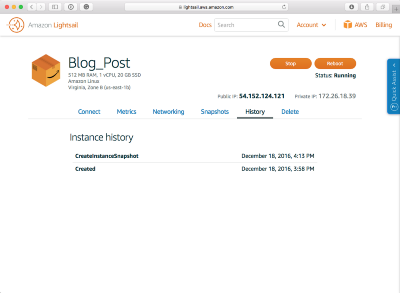 lightsail.aws.amazon.com
Amazon Lightsail
Docs
Search
Account
AWS
Billing
Blog_Post
512 MB RAM, 1 vCPU, 20 GB SSD
Amazon Linux
Virginia, Zone B (us-east-1b)
Stop
Reboot
Status: Running
Public IP: 54.152.124.121
Private IP: 172.26.18.59
Quick Assist
Connect
Metrics
Networking
Snapshots
History
Delete
Instance history
CreateInstanceSnapshot
December 18, 2016, 4:13 PM
Created
December 18, 2016, 3:58 PM